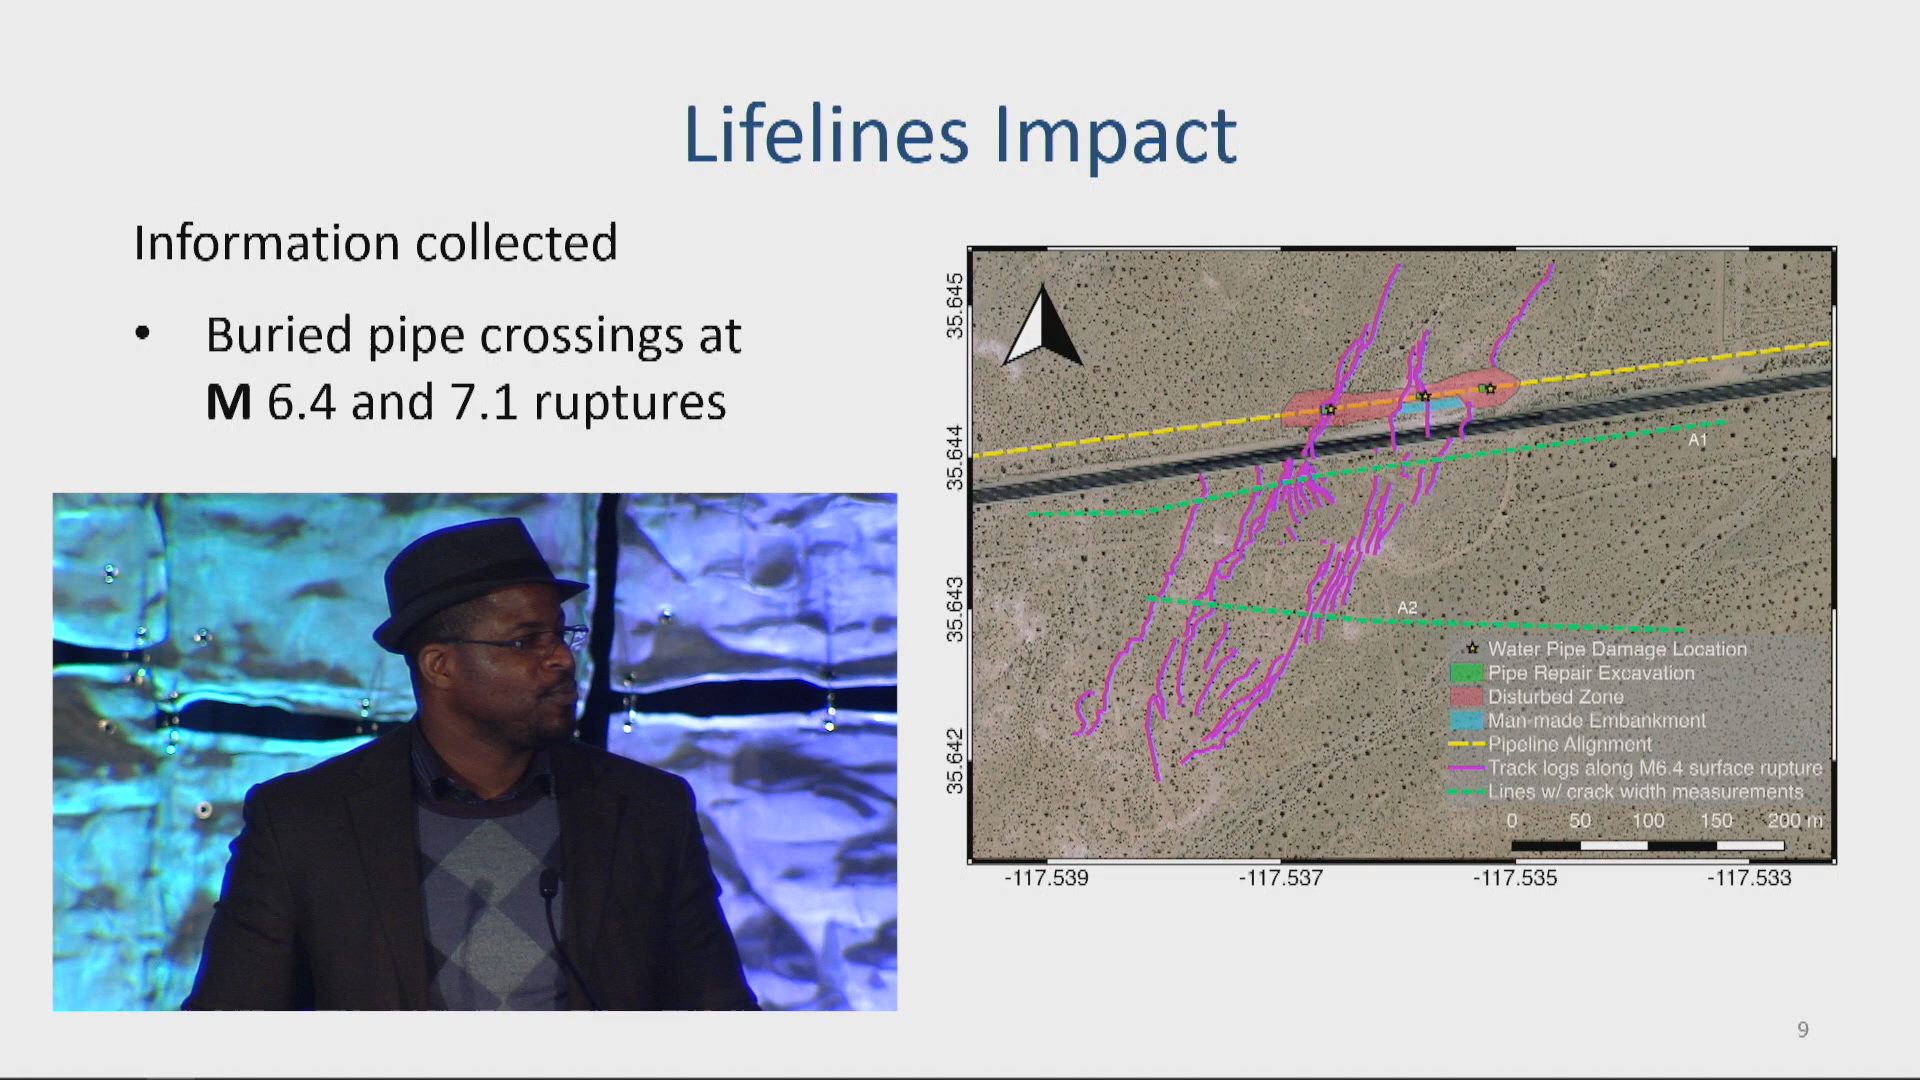 Lifelines Impact
Information collected
• Buried pipe crossings at
M 6.4 and 7.1 ruptures
35.645
35.644
35.643
35.642
A1
A2
Water Pipe Damage Location
Pipe Repair Excavation
Disturbed Zone
Man-made Embankment
Pipeline Alignment
Track logs along M6.4 surface rupture
Lines w/ crack width measurements
0 50 100 150 200 m
-117.539 -117.537 -117.535 -117.533
9